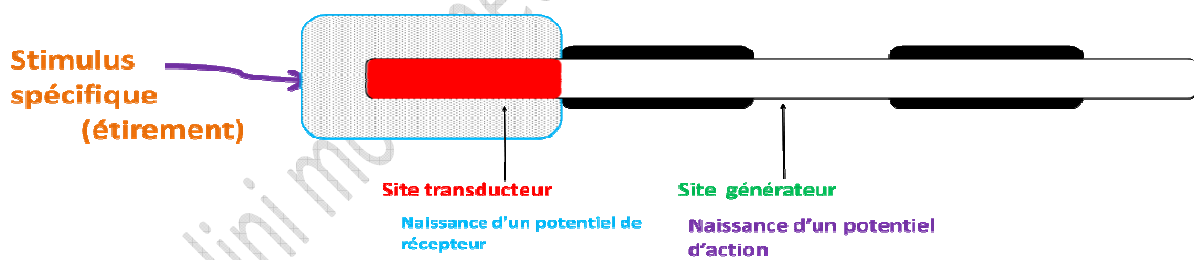 Stimulus
spécifique
(étirement)
Site transducteur
Naissance d'un potentiel de
récepteur
Site générateur
Naissance d'un potentiel
d'action